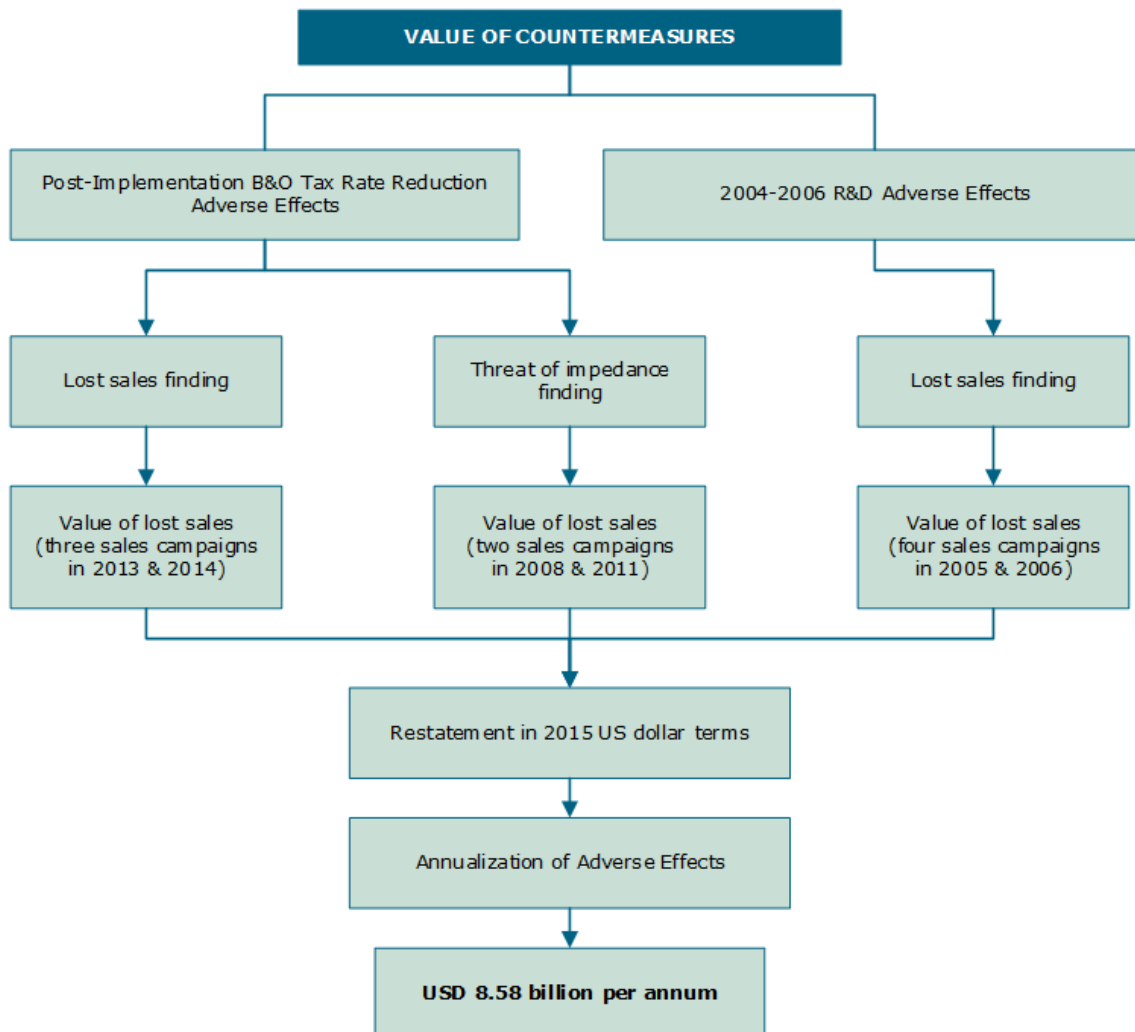 VALUE OF COUNTERMEASURES
Post-Implementation B&O Tax Rate Reduction
Adverse Effects
2004-2006 R&D Adverse Effects
Lost sales finding
Threat of impedance
finding
Lost sales finding
Value of lost sales
(three sales campaigns
in 2013 & 2014)
Value of lost sales
(two sales campaigns
in 2008 & 2011)
Value of lost sales
(four sales campaigns
in 2005 & 2006)
Restatement in 2015 US dollar terms
Annualization of Adverse Effects
USD 8.58 billion per annum